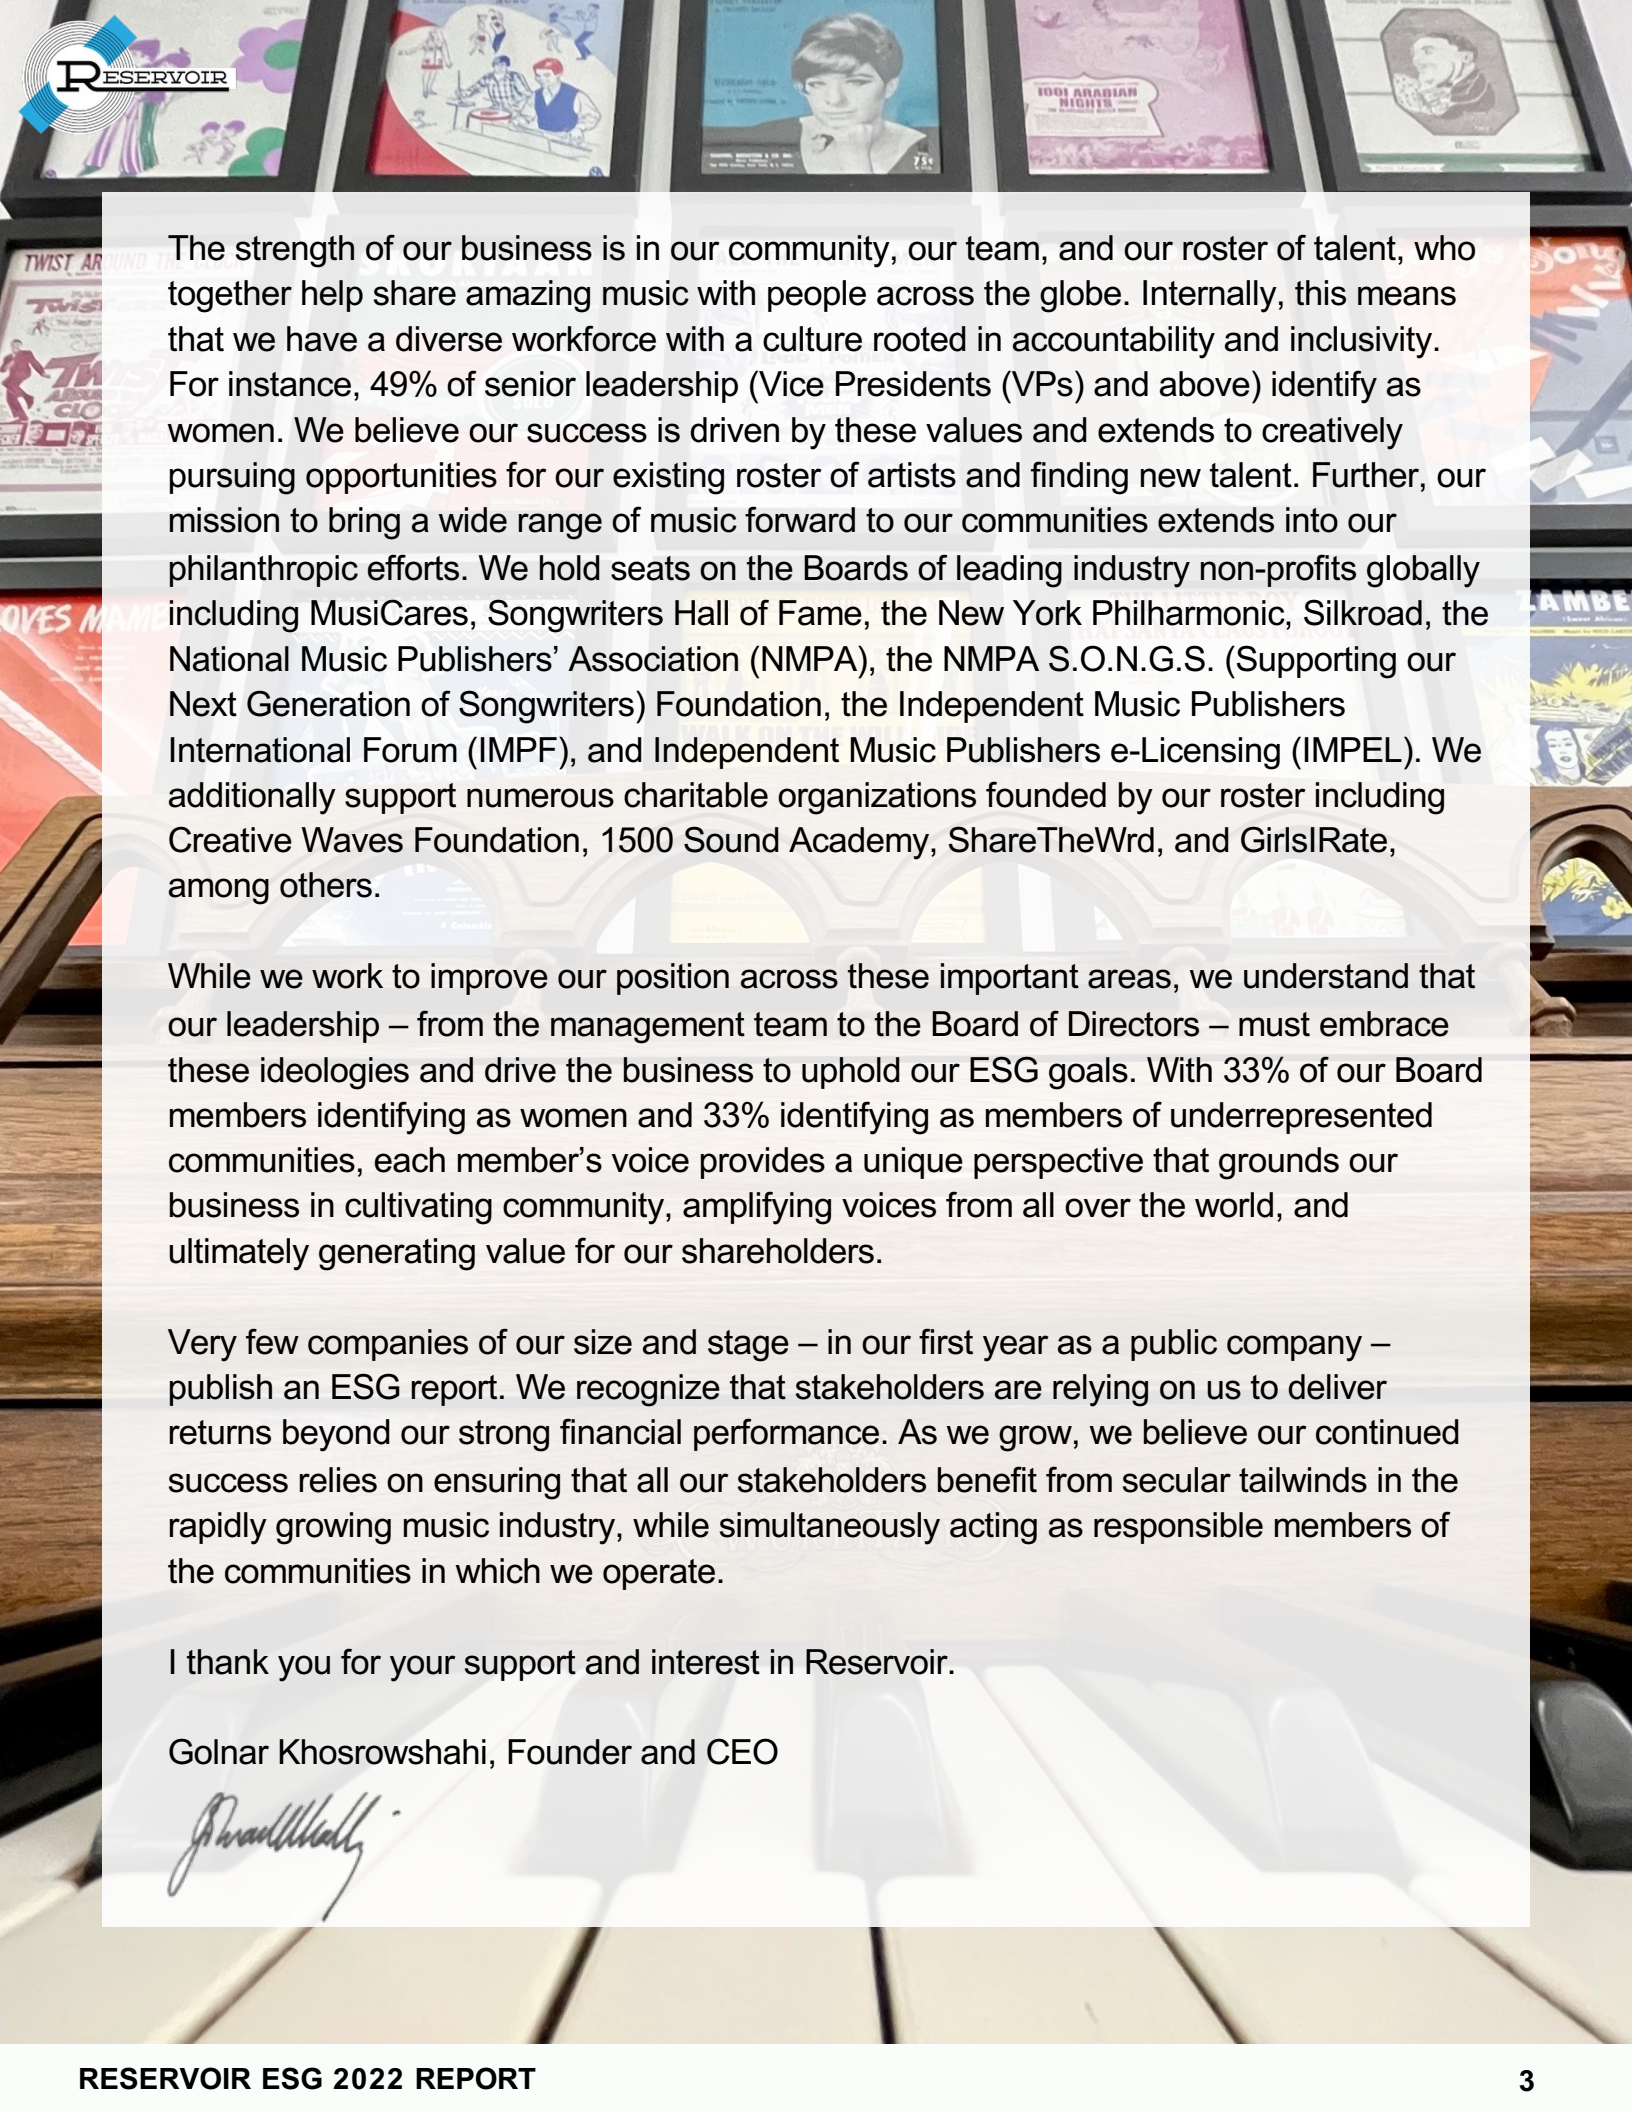 RESERVOIR
75¢
1001 ARABIAN
NIGHTS
TWIST AROUND THE CLOCK
The strength of our business is in our community, our team, and our roster of talent, who
together help share amazing music with people across the globe. Internally, this means
that we have a diverse workforce with a culture rooted in accountability and inclusivity.
For instance, 49% of senior leadership (Vice Presidents (VPs) and above) identify as
women. We believe our success is driven by these values and extends to creatively
pursuing opportunities for our existing roster of artists and finding new talent. Further, our
mission to bring a wide range of music forward to our communities extends into our
philanthropic efforts. We hold seats on the Boards of leading industry non-profits globally
including MusiCares, Songwriters Hall of Fame, the New York Philharmonic, Silkroad, the
National Music Publishers’ Association (NMPA), the NMPA S.O.N.G.S. (Supporting our
Next Generation of Songwriters) Foundation, the Independent Music Publishers
International Forum (IMPF), and Independent Music Publishers e-Licensing (IMPEL). We
additionally support numerous charitable organizations founded by our roster including
Creative Waves Foundation, 1500 Sound Academy, ShareTheWrd, and GirlsIRate,
among others.
While we work to improve our position across these important areas, we understand that
our leadership – from the management team to the Board of Directors – must embrace
these ideologies and drive the business to uphold our ESG goals. With 33% of our Board
members identifying as women and 33% identifying as members of underrepresented
communities, each member’s voice provides a unique perspective that grounds our
business in cultivating community, amplifying voices from all over the world, and
ultimately generating value for our shareholders.
Very few companies of our size and stage – in our first year as a public company –
publish an ESG report. We recognize that stakeholders are relying on us to deliver
returns beyond our strong financial performance. As we grow, we believe our continued
success relies on ensuring that all our stakeholders benefit from secular tailwinds in the
rapidly growing music industry, while simultaneously acting as responsible members of
the communities in which we operate.
I thank you for your support and interest in Reservoir.
Golnar Khosrowshahi, Founder and CEO
RESERVOIR ESG 2022 REPORT
3